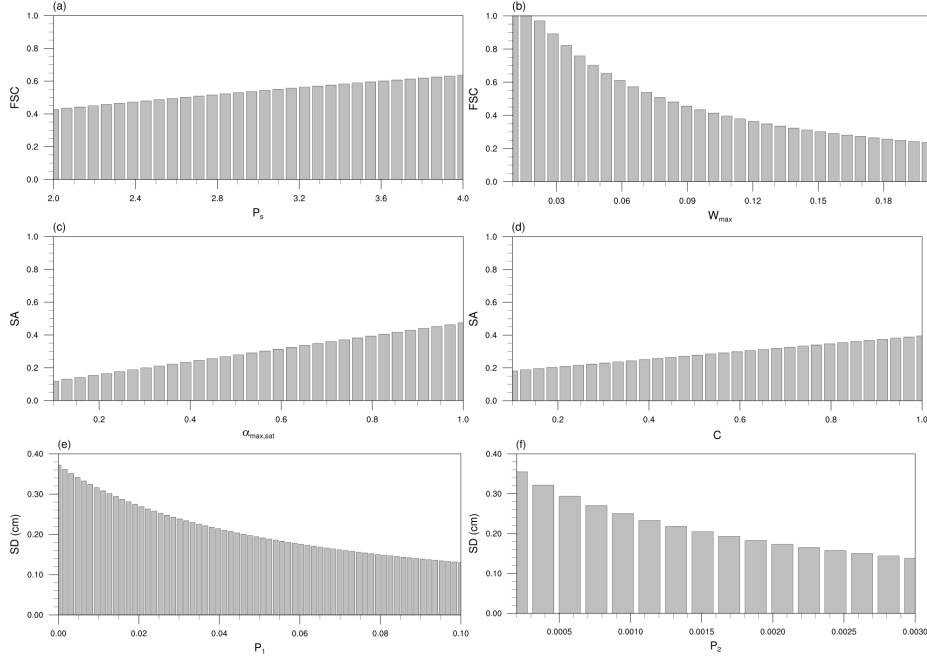 (a)
1.0
0.8
0.6
0.4
0.2
0.0
FSC
2.0 2.4 2.8 3.2 3.6 4.0
Ps
(b)
1.0
0.8
0.6
0.4
0.2
0.0
FSC
0.03 0.06 0.09 0.12 0.15 0.18
Wmax
(c)
1.0
0.8
0.6
0.4
0.2
0.0
SA
0.2 0.4 0.6 0.8 1.0
αmax,sat
(d)
1.0
0.8
0.6
0.4
0.2
0.0
SA
0.2 0.4 0.6 0.8 1.0
C
(e)
0.40
0.30
0.20
0.10
0.00
SD (cm)
0.00 0.02 0.04 0.06 0.08 0.10
P1
(f)
0.40
0.30
0.20
0.10
0.00
SD (cm)
0.0005 0.0010 0.0015 0.0020 0.0025 0.0030
P2